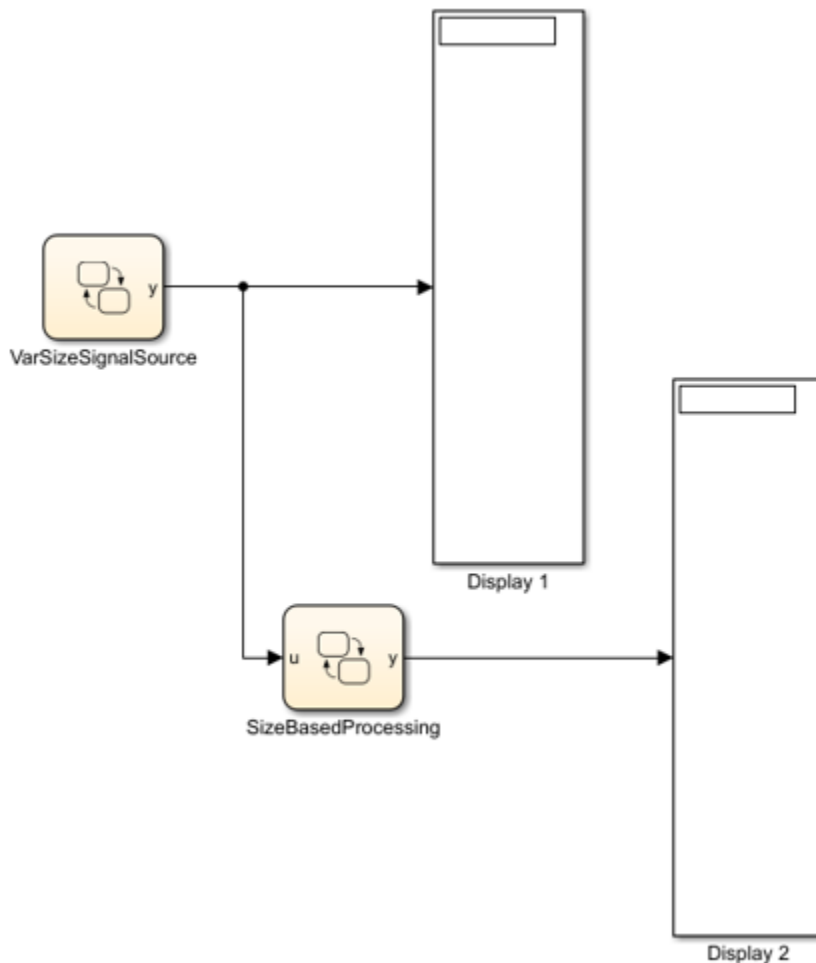 y
VarSizeSignalSource
Display 1
u
y
SizeBasedProcessing
Display 2